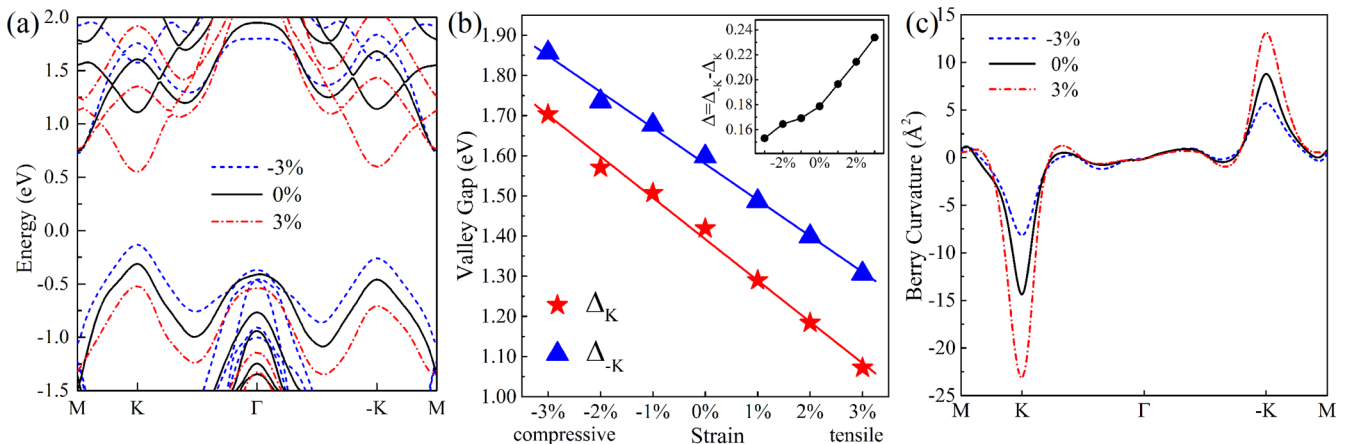 (a)
2.0
1.5
1.0
0.5
0.0
-0.5
-1.0
-1.5
Energy (eV)
-3%
0%
3%
M
K
Γ
-K
M
(b)
1.90
1.80
1.70
1.60
1.50
1.40
1.30
1.20
1.10
1.00
Valley Gap (eV)
Δ=Δ-K-ΔK
0.24
0.22
0.20
0.18
0.16
-2%
0%
2%
ΔK
Δ-K
-3%
-2%
-1%
0%
1%
2%
3%
compressive
Strain
tensile
(c)
15
10
5
0
-5
-10
-15
-20
-25
Berry Curvature (Å²)
-3%
0%
3%
M
K
Γ
-K
M